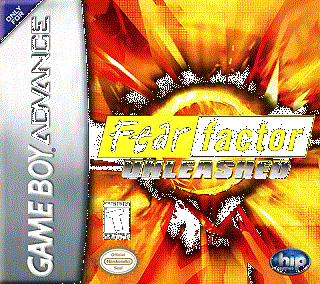 ONLY
FOR
GAME BOY ADVANCE
Fear factor
UNLEASHED
Official
Nintendo
Seal
hip